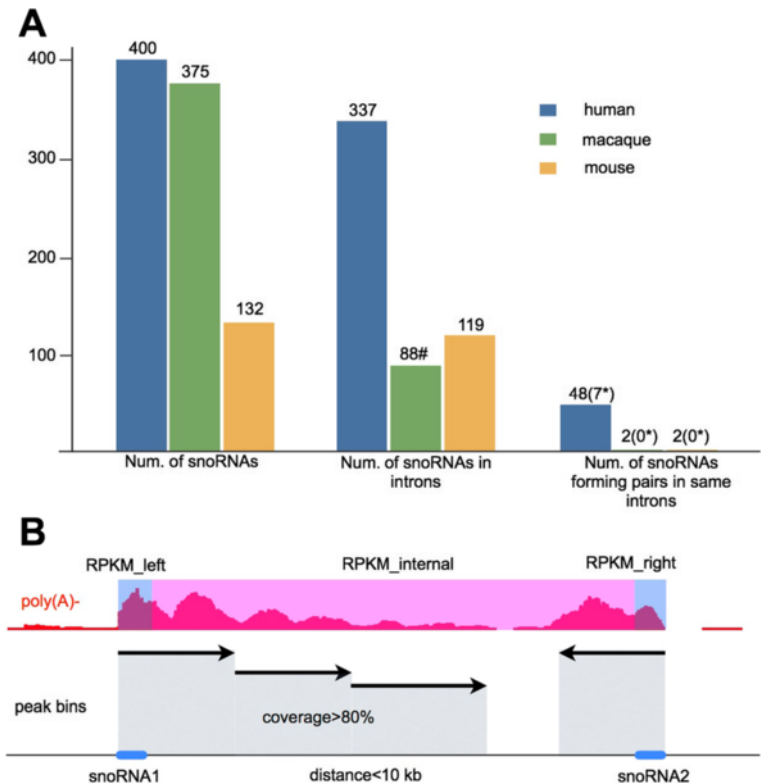 A
400
400
375
337
human
macaque
mouse
300
200
132
119
100
88#
48(7*)
2(0*) 2(0*)
Num. of snoRNAs
Num. of snoRNAs in
introns
Num. of snoRNAs
forming pairs in same
introns
B
RPKM_left
RPKM_internal
RPKM_right
poly(A)-
peak bins
coverage>80%
snoRNA1
distance<10 kb
snoRNA2